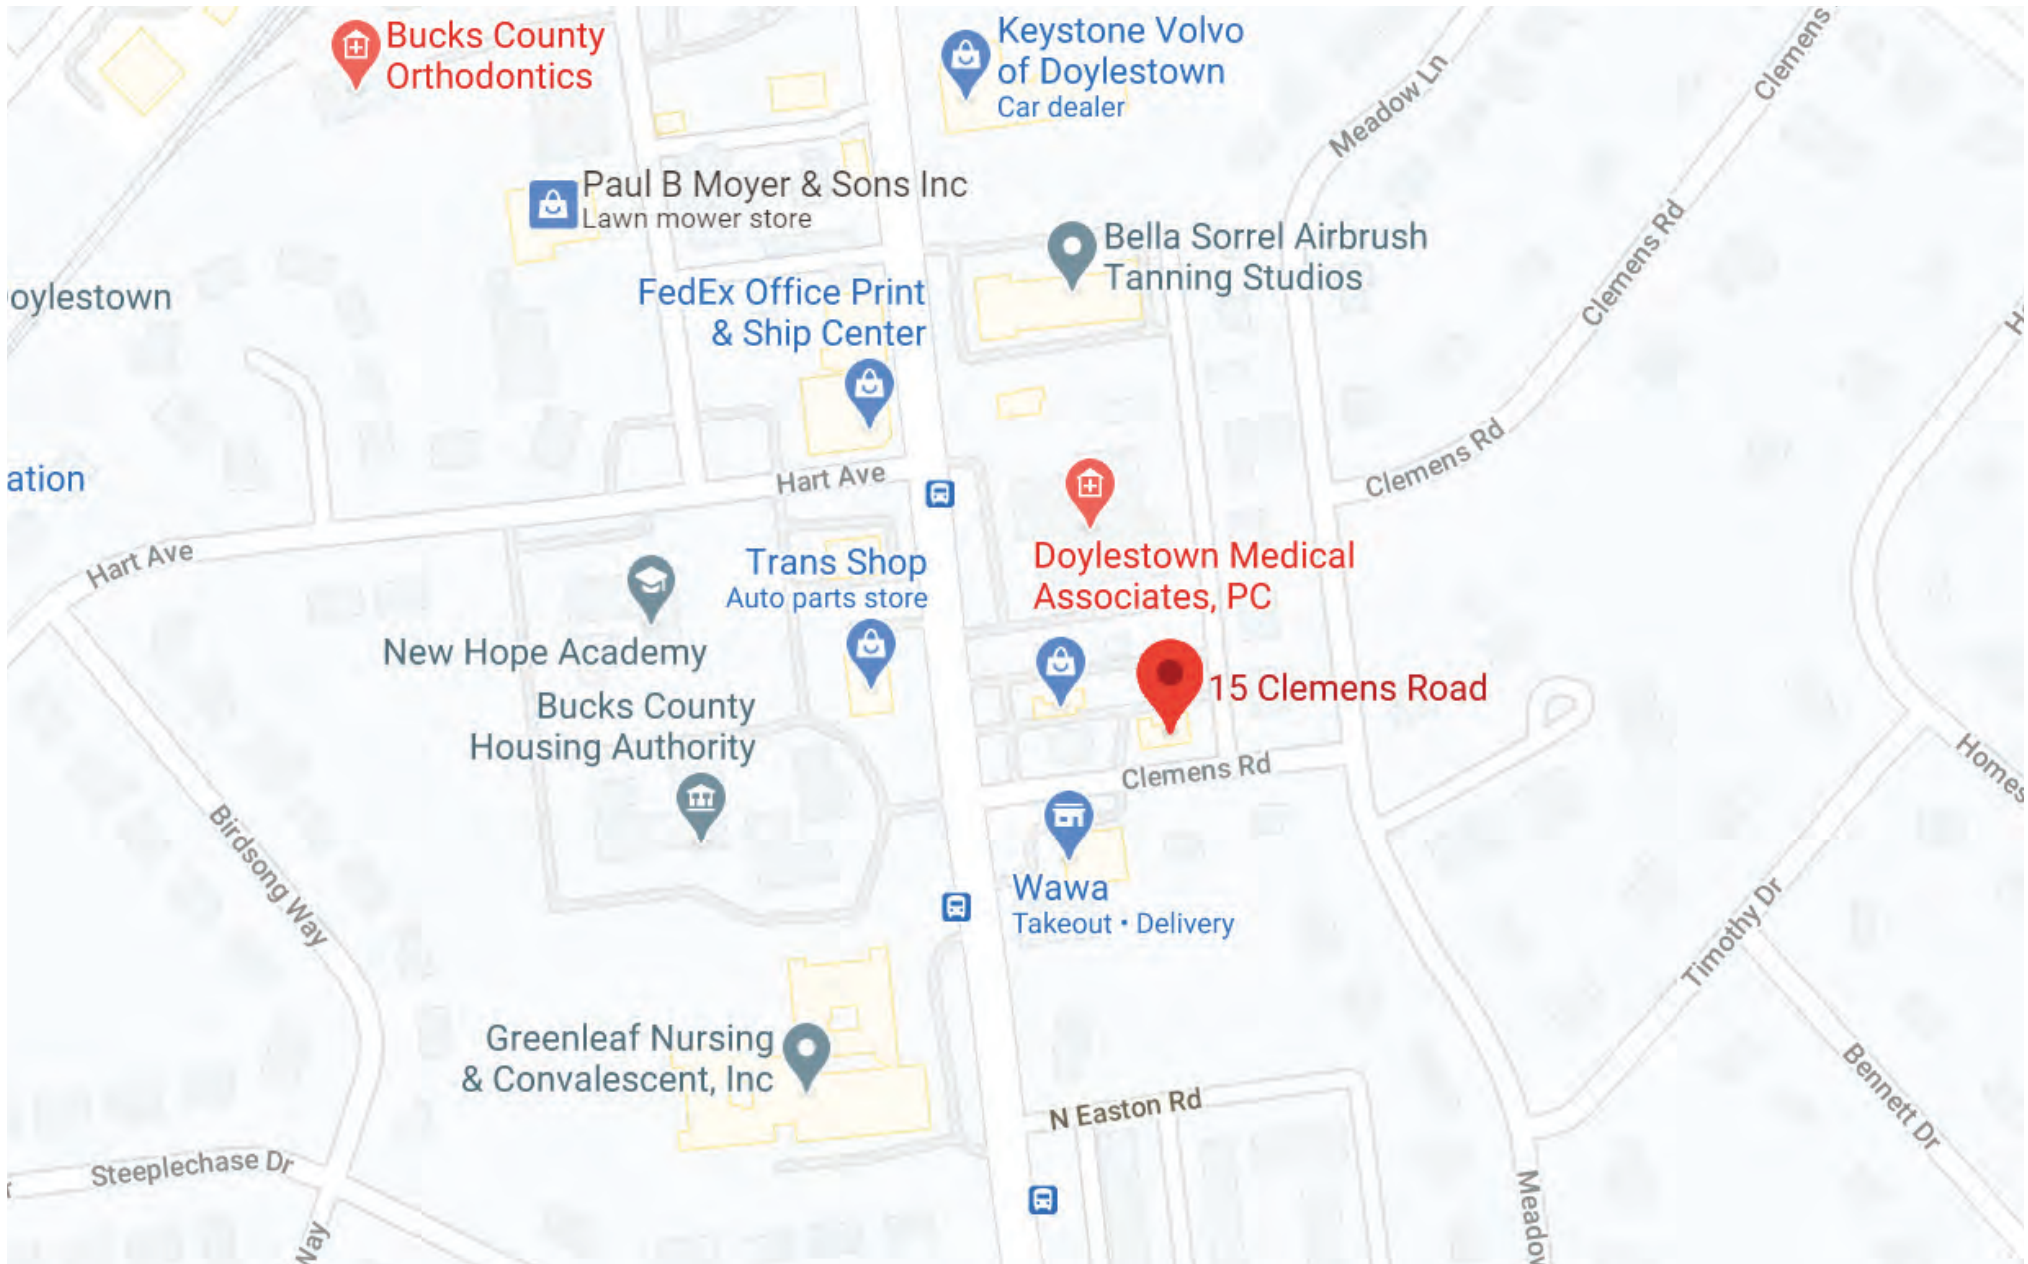 Bucks County
Orthodontics
Keystone Volvo
of Doylestown
Car dealer
Meadow Ln
Clemens
Paul B Moyer & Sons Inc
Lawn mower store
Bella Sorrel Airbrush
Tanning Studios
Clemens Rd
oylestown
FedEx Office Print
& Ship Center
Clemens Rd
ation
Hart Ave
Hart Ave
Trans Shop
Auto parts store
Doylestown Medical
Associates, PC
New Hope Academy
15 Clemens Road
Bucks County
Housing Authority
Clemens Rd
Homes
Birdsong Way
Wawa
Takeout • Delivery
Timothy Dr
Greenleaf Nursing
& Convalescent, Inc
N Easton Rd
Bennett Dr
Steeplechase Dr
Meadow
Way